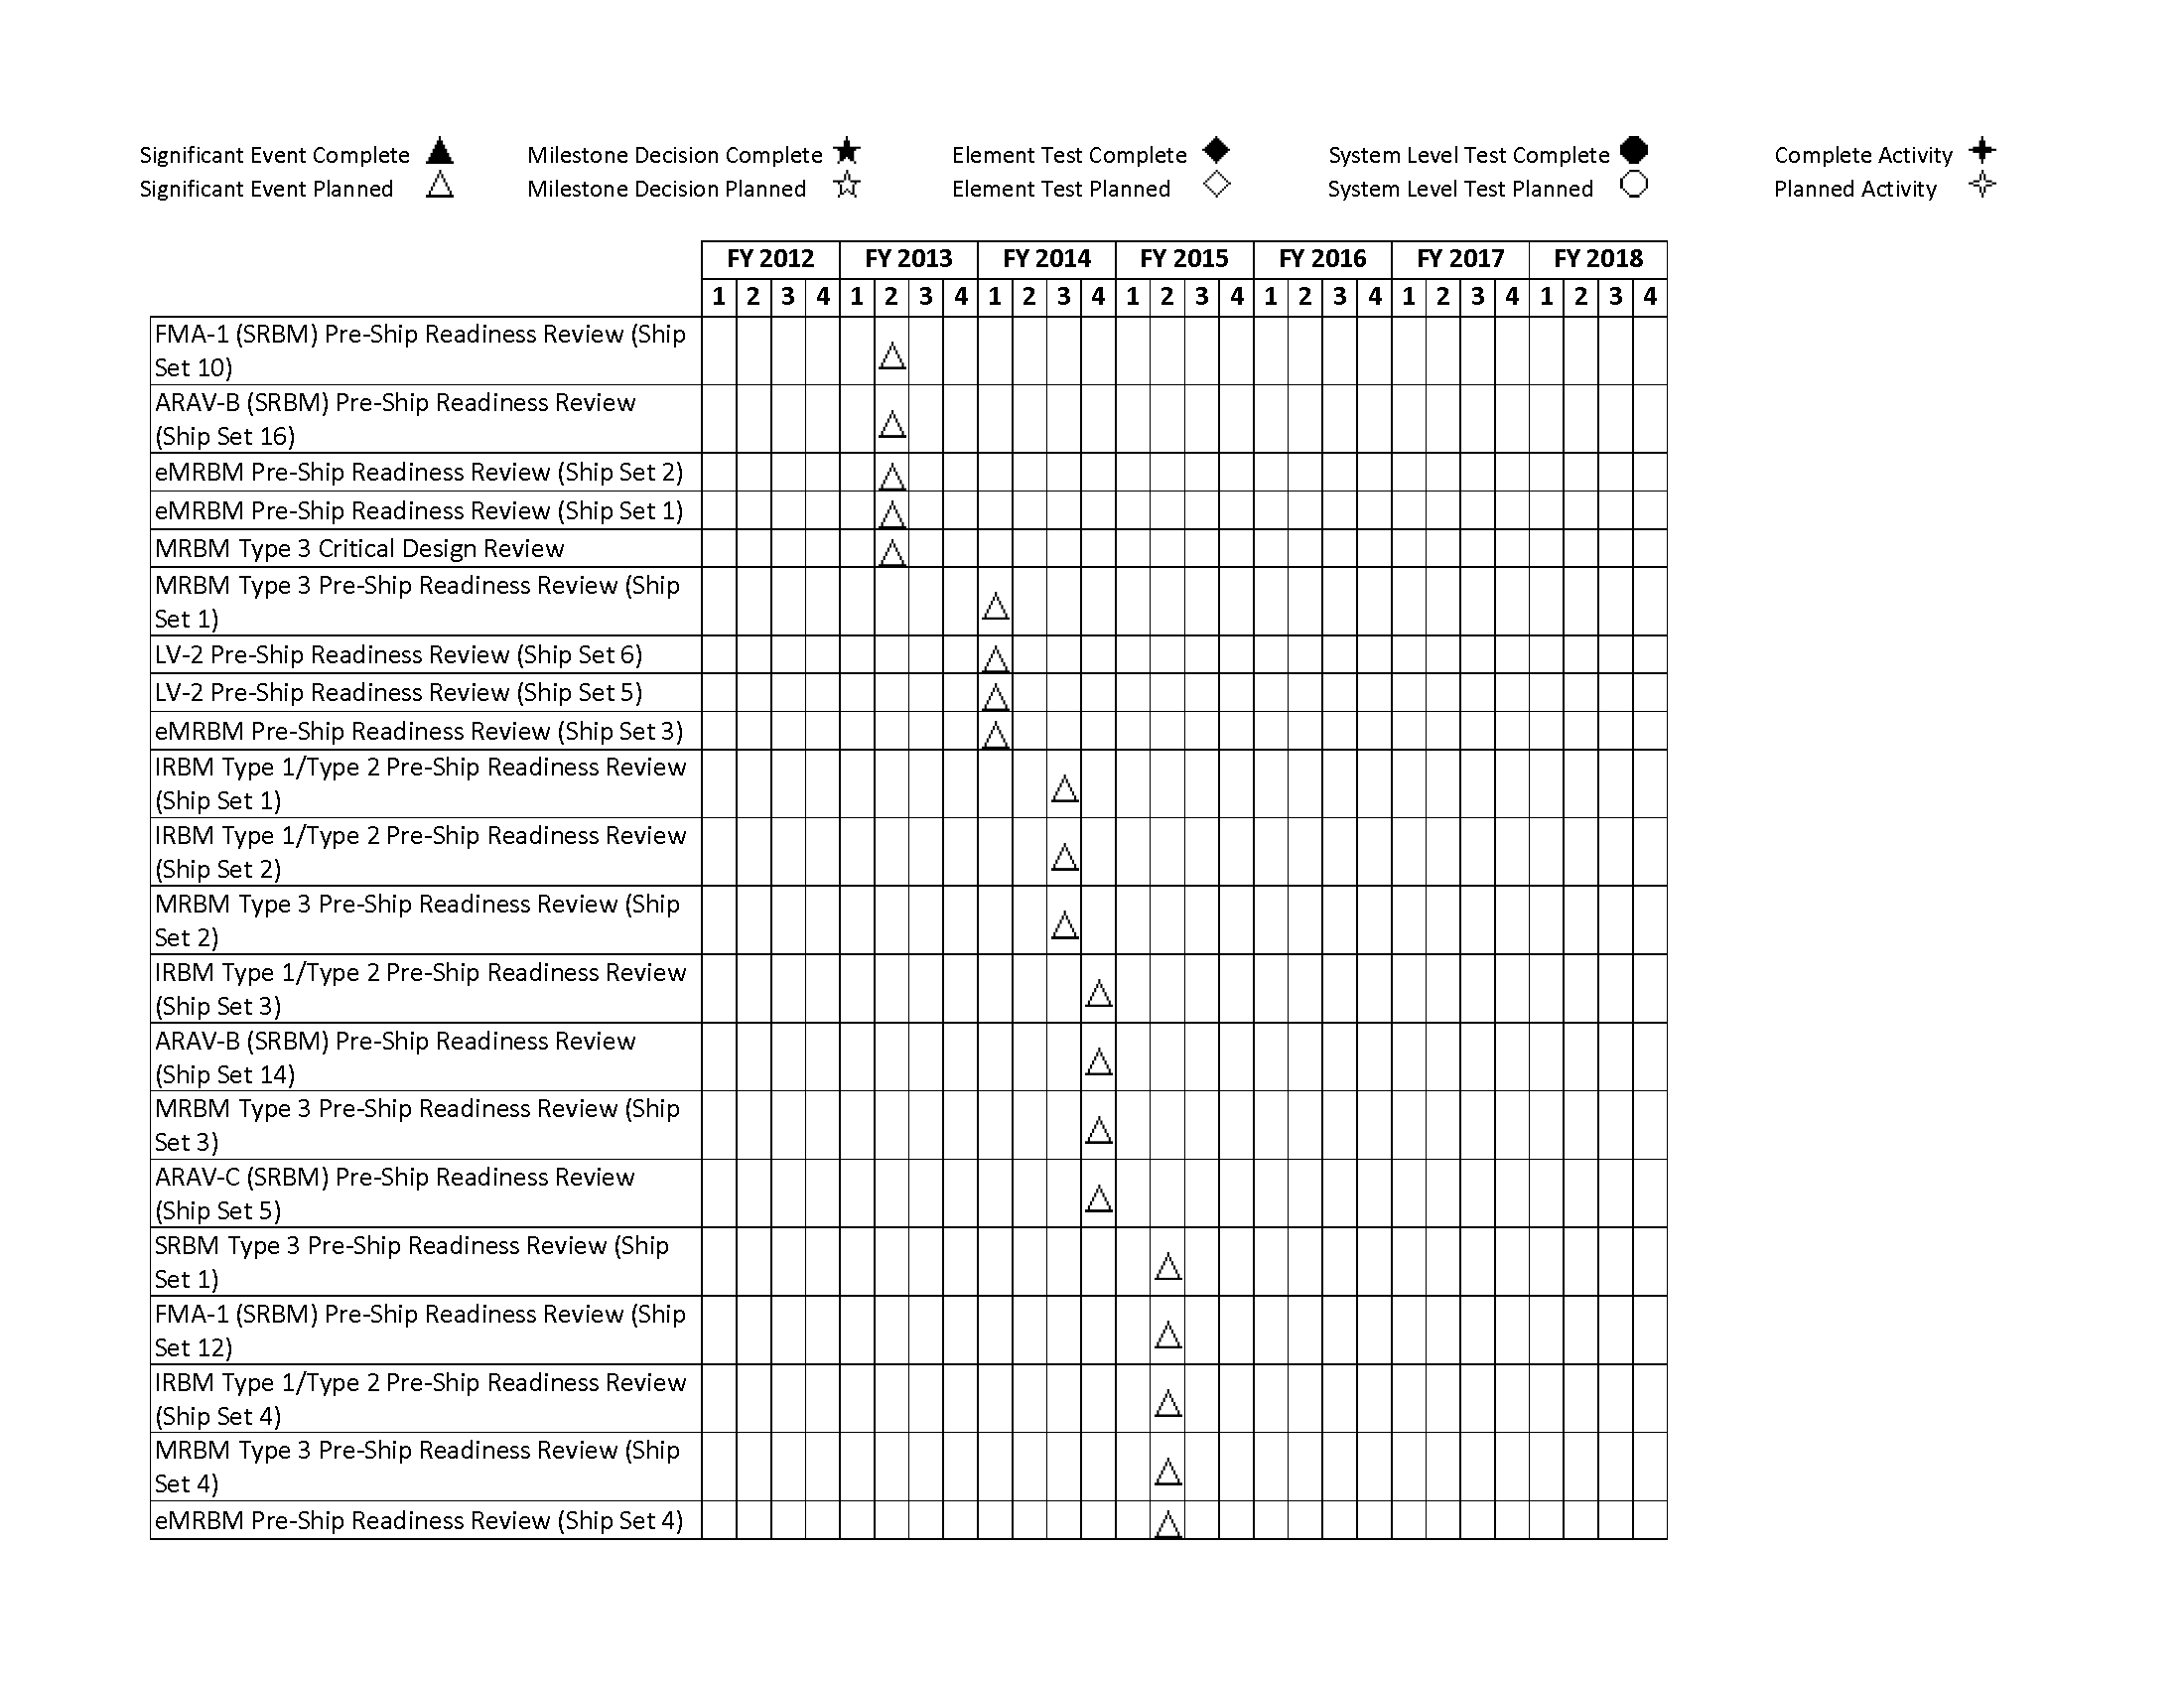 Significant Event Complete Milestone Decision Complete Element Test Complete System Level Test Complete Complete Activity
Significant Event Planned Milestone Decision Planned Element Test Planned System Level Test Planned Planned Activity
FY 2012 FY 2013 FY 2014 FY 2015 FY 2016 FY 2017 FY 2018
1 2 3 4 1 2 3 4 1 2 3 4 1 2 3 4 1 2 3 4 1 2 3 4 1 2 3 4
FMA-1 (SRBM) Pre-Ship Readiness Review (Ship
Set 10)
ARAV-B (SRBM) Pre-Ship Readiness Review
(Ship Set 16)
eMRBM Pre-Ship Readiness Review (Ship Set 2)
eMRBM Pre-Ship Readiness Review (Ship Set 1)
MRBM Type 3 Critical Design Review
MRBM Type 3 Pre-Ship Readiness Review (Ship
Set 1)
LV-2 Pre-Ship Readiness Review (Ship Set 6)
LV-2 Pre-Ship Readiness Review (Ship Set 5)
eMRBM Pre-Ship Readiness Review (Ship Set 3)
IRBM Type 1/Type 2 Pre-Ship Readiness Review
(Ship Set 1)
IRBM Type 1/Type 2 Pre-Ship Readiness Review
(Ship Set 2)
MRBM Type 3 Pre-Ship Readiness Review (Ship
Set 2)
IRBM Type 1/Type 2 Pre-Ship Readiness Review
(Ship Set 3)
ARAV-B (SRBM) Pre-Ship Readiness Review
(Ship Set 14)
MRBM Type 3 Pre-Ship Readiness Review (Ship
Set 3)
ARAV-C (SRBM) Pre-Ship Readiness Review
(Ship Set 5)
SRBM Type 3 Pre-Ship Readiness Review (Ship
Set 1)
FMA-1 (SRBM) Pre-Ship Readiness Review (Ship
Set 12)
IRBM Type 1/Type 2 Pre-Ship Readiness Review
(Ship Set 4)
MRBM Type 3 Pre-Ship Readiness Review (Ship
Set 4)
eMRBM Pre-Ship Readiness Review (Ship Set 4)